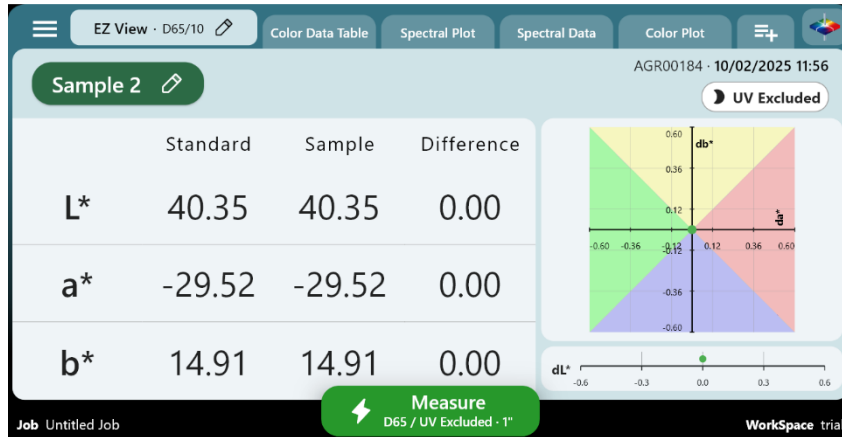 EZ View · D65/10
Color Data Table
Spectral Plot
Spectral Data
Color Plot
Sample 2
AGR00184 · 10/02/2025 11:56
UV Excluded
Standard Sample Difference
L* 40.35 40.35 0.00
a* -29.52 -29.52 0.00
b* 14.91 14.91 0.00
0.60
db*
0.36
0.12
da*
-0.60 -0.36 -0.12 0.12 0.36 0.60
-0.12
-0.36
-0.60
dL*
-0.6 -0.3 0.0 0.3 0.6
Measure
D65 / UV Excluded · 1"
Job Untitled Job
WorkSpace trial